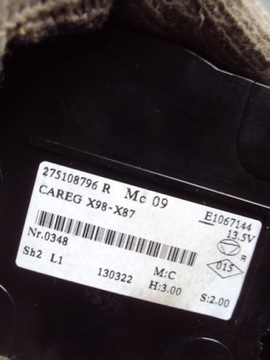 275108796 R Mc 09
CAREG X98-X87
E1067144
13.5V
R
015
Nr.0348
Sh2 L1
130322
M:C
H:3.00
S:2.00